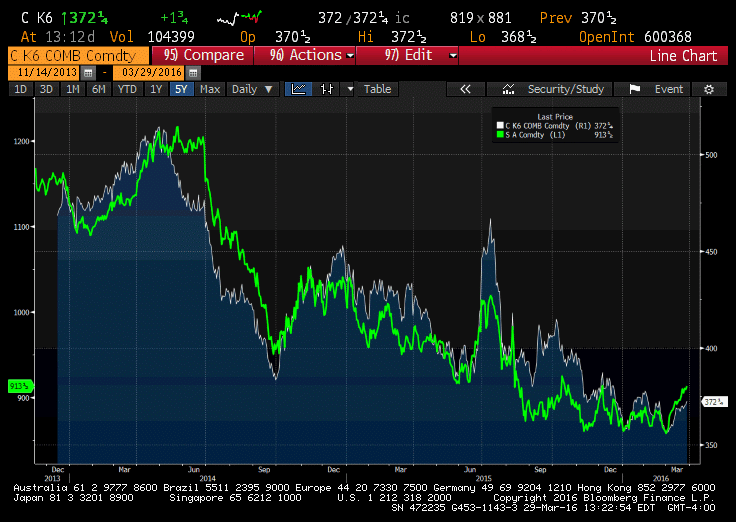 C K6 ↑372¼ +1¾ 372/372¼ ic 819 x 881 Prev 370½
At 13:12 d Vol 104399 Op 370½ Hi 372½ Lo 368½ OpenInt 600368
C K6 COMB Comdty 95) Compare 96) Actions 97) Edit Line Chart
11/14/2013 - 03/29/2016
1D 3D 1M 6M YTD 1Y 5Y Max Daily ▼ Table « Security/Study Event
Last Price
C K6 COMB Comdty (R1) 372¼
S A Comdty (L1) 913¾
1200
500
1100
450
1000
400
913¾
900
372¼
350
Dec Mar Jun Sep Dec Mar Jun Sep Dec Mar
2013 2014 2015 2016
Australia 61 2 9777 8600 Brazil 5511 2395 9000 Europe 44 20 7330 7500 Germany 49 69 9204 1210 Hong Kong 852 2977 6000
Japan 81 3 3201 8900 Singapore 65 6212 1000 U.S. 1 212 318 2000 Copyright 2016 Bloomberg Finance L.P.
SN 472235 G453-1143-3 29-Mar-16 13:22:54 EDT GMT-4:00